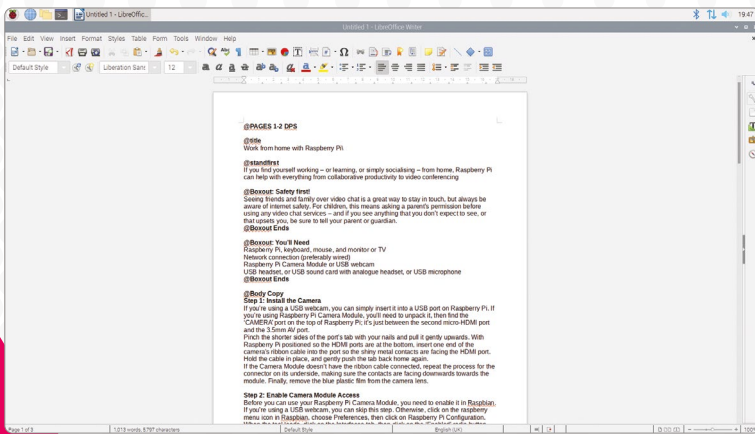 Untitled 1 - LibreOffic...
19:47
Untitled 1 - LibreOffice Writer
File Edit View Insert Format Styles Table Form Tools Window Help
Default Style Liberation Sans 12
@PAGES 1-2 DPS
@title
Work from home with Raspberry Pi\
@standfirst
If you find yourself working – or learning, or simply socialising – from home, Raspberry Pi
can help with everything from collaborative productivity to video conferencing
@Boxout: Safety first!
Seeing friends and family over video chat is a great way to stay in touch, but always be
aware of internet safety. For children, this means asking a parent's permission before
using any video chat services – and if you see anything that you don't expect to see, or
that upsets you, be sure to tell your parent or guardian.
@Boxout Ends
@Boxout: You'll Need
Raspberry Pi, keyboard, mouse, and monitor or TV
Network connection (preferably wired)
Raspberry Pi Camera Module or USB webcam
USB headset, or USB sound card with analogue headset, or USB microphone
@Boxout Ends
@Body Copy
Step 1: Install the Camera
If you're using a USB webcam, you can simply insert it into a USB port on Raspberry Pi. If
you're using Raspberry Pi Camera Module, you'll need to unpack it, then find the
'CAMERA' port on the top of Raspberry Pi; it's just between the second micro-HDMI port
and the 3.5mm AV port.
Pinch the shorter sides of the port's tab with your nails and pull it gently upwards. With
Raspberry Pi positioned so the HDMI ports are at the bottom, insert one end of the
camera's ribbon cable into the port so the shiny metal contacts are facing the HDMI port.
Hold the cable in place, and gently push the tab back home again.
If the Camera Module doesn't have the ribbon cable connected, repeat the process for the
connector on its underside, making sure the contacts are facing downwards towards the
module. Finally, remove the blue plastic film from the camera lens.
Step 2: Enable Camera Module Access
Before you can use your Raspberry Pi Camera Module, you need to enable it in Raspbian.
If you're using a USB webcam, you can skip this step. Otherwise, click on the raspberry
menu icon in Raspbian, choose Preferences, then click on Raspberry Pi Configuration.
Page 1 of 3 1,013 words, 5,797 characters Default Style English (UK) 100%